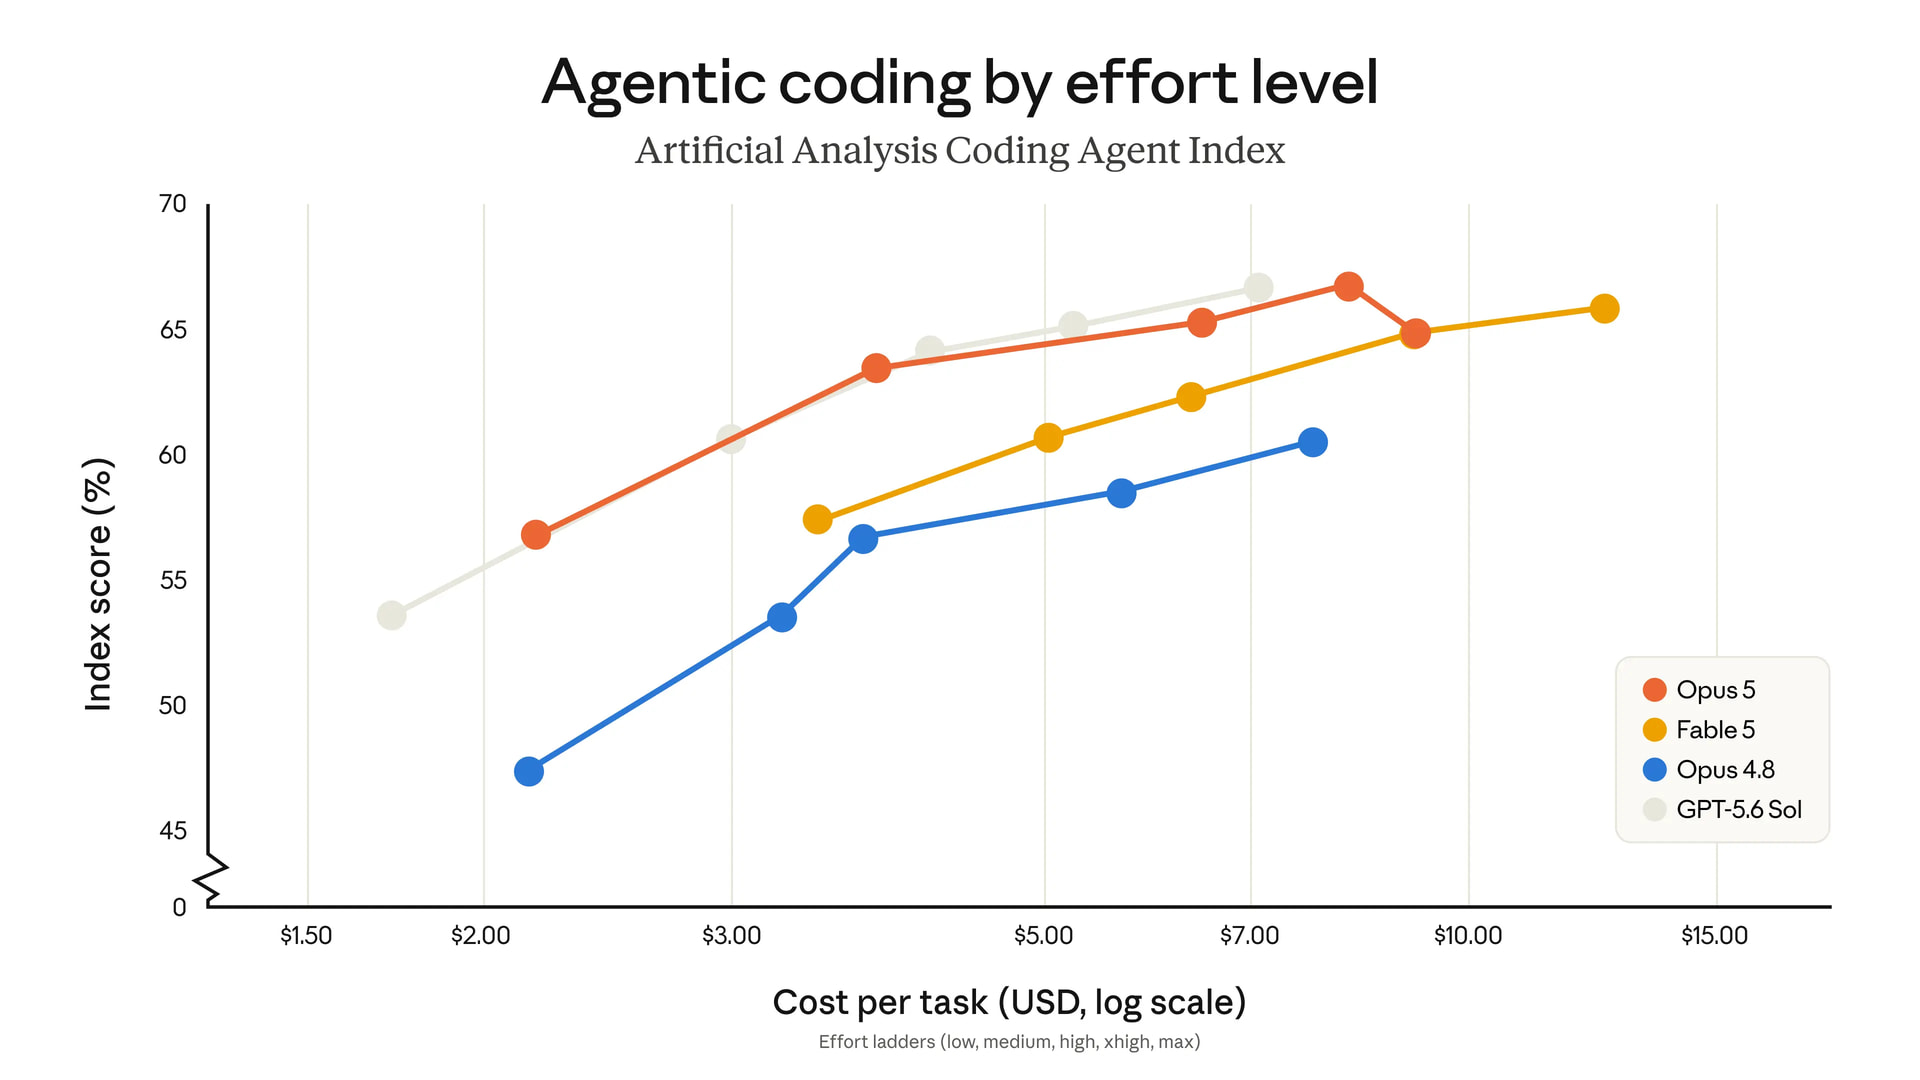 Agentic coding by effort level
Artificial Analysis Coding Agent Index
70
65
60
55
50
45
0
Index score (%)
$1.50
$2.00
$3.00
$5.00
$7.00
$10.00
$15.00
Cost per task (USD, log scale)
Effort ladders (low, medium, high, xhigh, max)
Opus 5
Fable 5
Opus 4.8
GPT-5.6 Sol